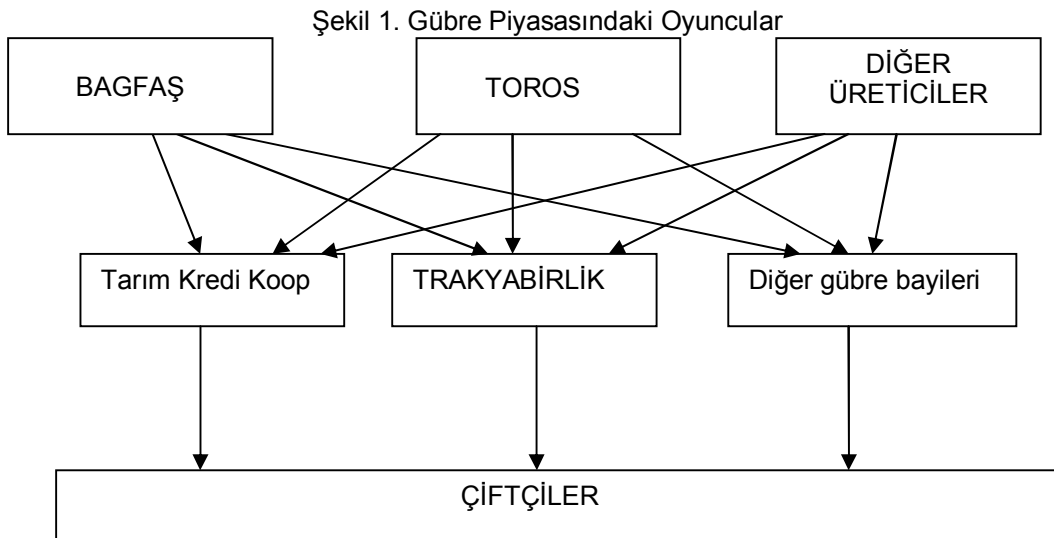 Şekil 1. Gübre Piyasasındaki Oyuncular
BAGFAŞ
TOROS
DİĞER
ÜRETİCİLER
Tarım Kredi Koop
TRAKYABİRLİK
Diğer gübre bayileri
ÇİFTÇİLER